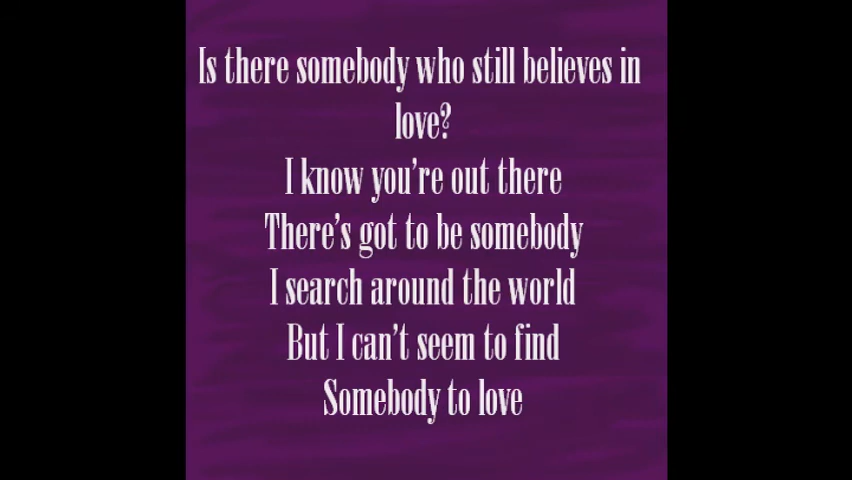 Is there somebody who still believes in
love?
I know you're out there
There's got to be somebody
I search around the world
But I can't seem to find
Somebody to love